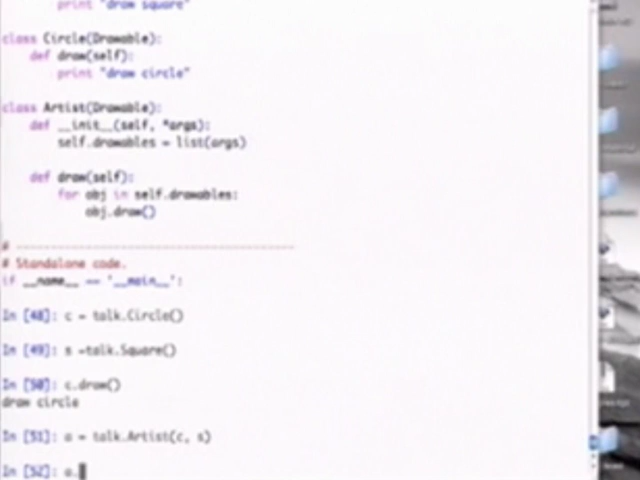 print "draw square"
class Circle(Drawable):
def draw(self):
print "draw circle"
class Artist(Drawable):
def __init__(self, *args):
self.drawables = list(args)
def draw(self):
for obj in self.drawables:
obj.draw()
# ----------------------------------------
# Standalone code.
if __name__ == '__main__':
In [48]: c = talk.Circle()
In [49]: s =talk.Square()
In [50]: c.draw()
draw circle
In [51]: a = talk.Artist(c, s)
In [52]: a.